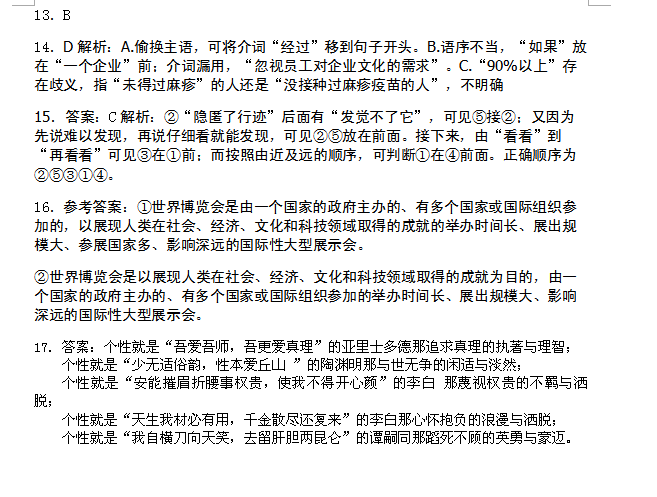 13. B
14. D 解析：A.偷换主语，可将介词“经过”移到句子开头。B.语序不当，“如果”放
在“一个企业”前；介词漏用，“忽视员工对企业文化的需求”。C.“90%以上”存
在歧义，指“未得过麻疹”的人还是“没接种过麻疹疫苗的人”，不明确
15. 答案：C 解析：②“隐匿了行迹”后面有“发觉不了它”，可见⑤接②；又因为
先说难以发现，再说仔细看就能发现，可见②⑤放在前面。接下来，由“看看”到
“再看看”可见③在①前；而按照由近及远的顺序，可判断①在④前面。正确顺序为
②⑤③①④。
16. 参考答案：①世界博览会是由一个国家的政府主办的、有多个国家或国际组织参
加的，以展现人类在社会、经济、文化和科技领域取得的成就的举办时间长、展出规
模大、参展国家多、影响深远的国际性大型展示会。
②世界博览会是以展现人类在社会、经济、文化和科技领域取得的成就为目的，由一
个国家的政府主办的、有多个国家或国际组织参加的举办时间长、展出规模大、影响
深远的国际性大型展示会。
17. 答案：个性就是“吾爱吾师，吾更爱真理”的亚里士多德那追求真理的执著与理智；
个性就是“少无适俗韵，性本爱丘山 ”的陶渊明那与世无争的闲适与淡然；
个性就是“安能摧眉折腰事权贵，使我不得开心颜”的李白 那蔑视权贵的不羁与洒
脱；
个性就是“天生我材必有用，千金散尽还复来”的李白那心怀抱负的浪漫与洒脱；
个性就是“我自横刀向天笑，去留肝胆两昆仑”的谭嗣同那蹈死不顾的英勇与豪迈。